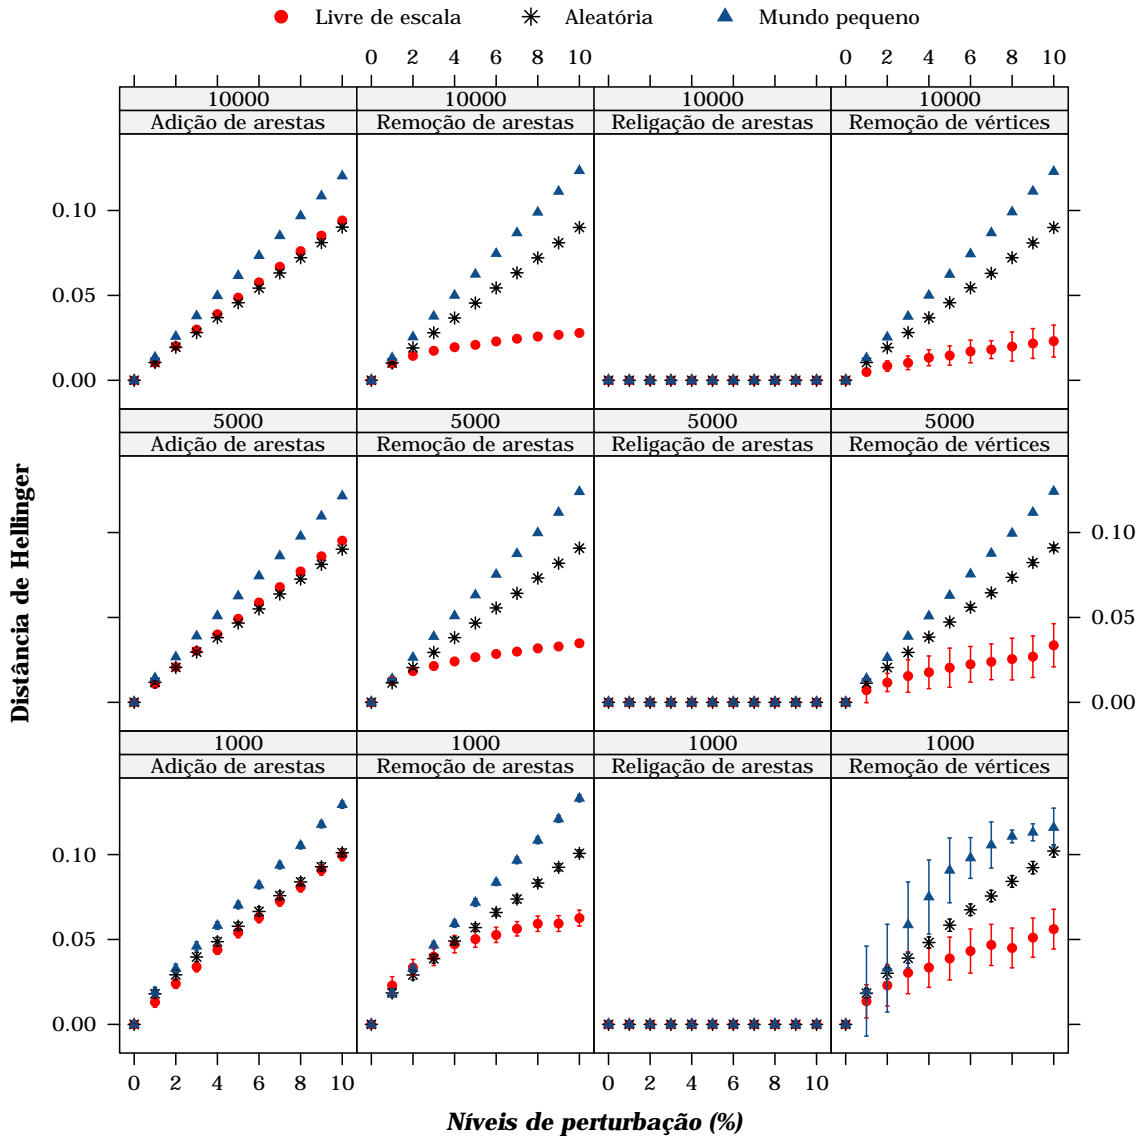 Livre de escala Aleatória Mundo pequeno
0 2 4 6 8 10 0 2 4 6 8 10
10000 10000 10000 10000
Adição de arestas Remoção de arestas Religação de arestas Remoção de vértices
0.10
0.05
0.00
5000 5000 5000 5000
Adição de arestas Remoção de arestas Religação de arestas Remoção de vértices
0.10
0.05
0.00
1000 1000 1000 1000
Adição de arestas Remoção de arestas Religação de arestas Remoção de vértices
0.10
0.05
0.00
0 2 4 6 8 10 0 2 4 6 8 10
Níveis de perturbação (%)
Distância de Hellinger